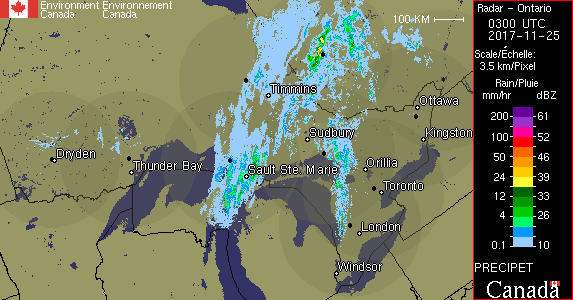 Environment Environnement
Canada Canada
100 KM
Timmins
Ottawa
Sudbury
Kingston
Dryden
Thunder Bay
Sault Ste. Marie
Orillia
Toronto
London
Windsor
Radar - Ontario
0300 UTC
2017-11-25
Scale/Échelle:
3.5 km/Pixel
Rain/Pluie
mm/hr dBZ
200 61
100 56
50 52
24 46
12 39
4 33
1 26
0.1 10